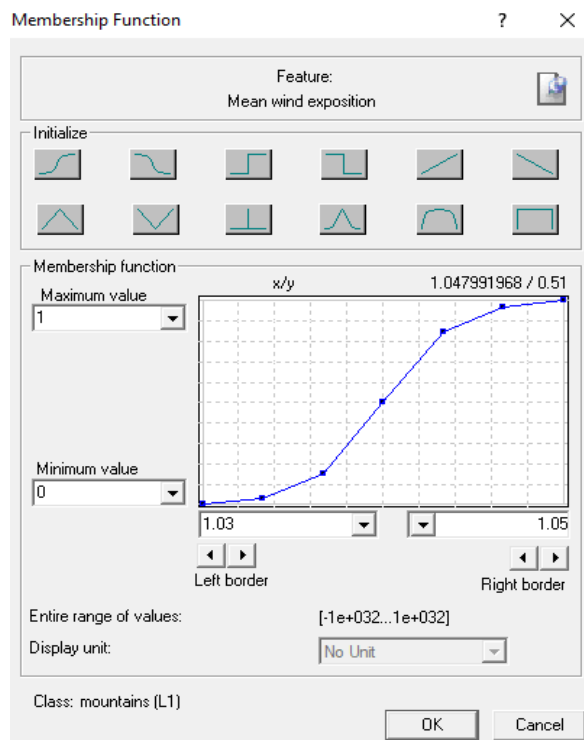 Membership Function
?
Feature:
Mean wind exposition
Initialize
Membership function
x/y
1.047991968 / 0.51
Maximum value
1
Minimum value
0
1.03
1.05
Left border
Right border
Entire range of values:
[-1e+032...1e+032]
Display unit:
No Unit
Class: mountains (L1)
OK
Cancel